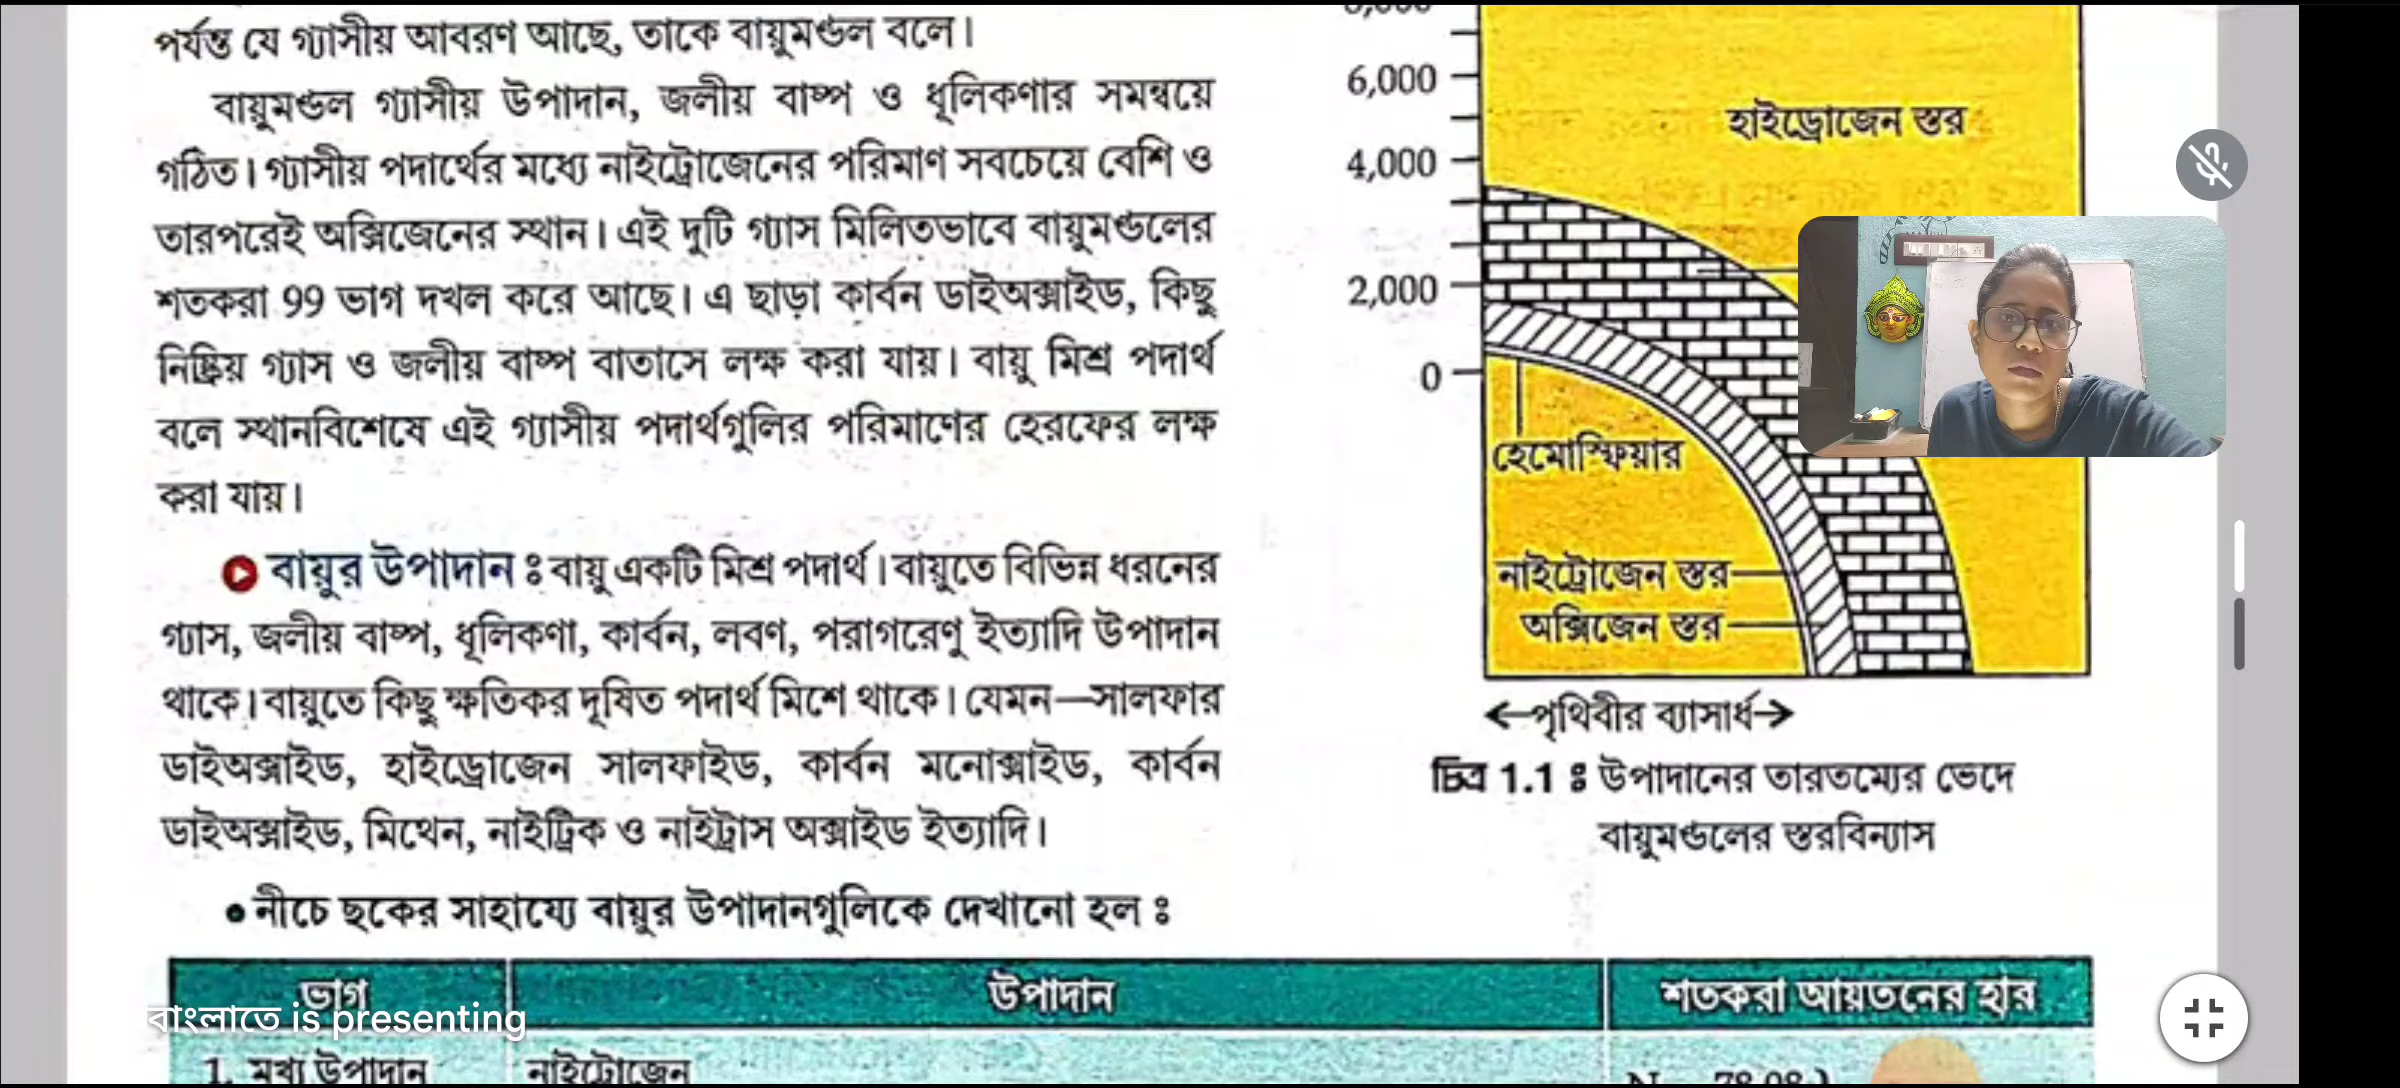 পর্যন্ত যে গ্যাসীয় আবরণ আছে, তাকে বায়ুমণ্ডল বলে।
বায়ুমণ্ডল গ্যাসীয় উপাদান, জলীয় বাষ্প ও ধূলিকণার সমন্বয়ে
গঠিত। গ্যাসীয় পদার্থের মধ্যে নাইট্রোজেনের পরিমাণ সবচেয়ে বেশি ও
তারপরেই অক্সিজেনের স্থান। এই দুটি গ্যাস মিলিতভাবে বায়ুমণ্ডলের
শতকরা 99 ভাগ দখল করে আছে। এ ছাড়া কার্বন ডাইঅক্সাইড, কিছু
নিষ্ক্রিয় গ্যাস ও জলীয় বাষ্প বাতাসে লক্ষ করা যায়। বায়ু মিশ্র পদার্থ
বলে স্থানবিশেষে এই গ্যাসীয় পদার্থগুলির পরিমাণের হেরফের লক্ষ
করা যায়।
বায়ুর উপাদান ঃ বায়ু একটি মিশ্র পদার্থ। বায়ুতে বিভিন্ন ধরনের
গ্যাস, জলীয় বাষ্প, ধূলিকণা, কার্বন, লবণ, পরাগরেণু ইত্যাদি উপাদান
থাকে। বায়ুতে কিছু ক্ষতিকর দূষিত পদার্থ মিশে থাকে। যেমন—সালফার
ডাইঅক্সাইড, হাইড্রোজেন সালফাইড, কার্বন মনোক্সাইড, কার্বন
ডাইঅক্সাইড, মিথেন, নাইট্রিক ও নাইট্রাস অক্সাইড ইত্যাদি।
• নীচে ছকের সাহায্যে বায়ুর উপাদানগুলিকে দেখানো হল ঃ
6,000
4,000
2,000
0
হাইড্রোজেন স্তর
হেমোস্ফিয়ার
নাইট্রোজেন স্তর
অক্সিজেন স্তর
←পৃথিবীর ব্যাসার্ধ→
চিত্র 1.1 ঃ উপাদানের তারতম্যের ভেদে
বায়ুমণ্ডলের স্তরবিন্যাস
ভাগ উপাদান শতকরা আয়তনের হার
1. মুখ্য উপাদান নাইট্রোজেন 78.08
বাংলাতে is presenting